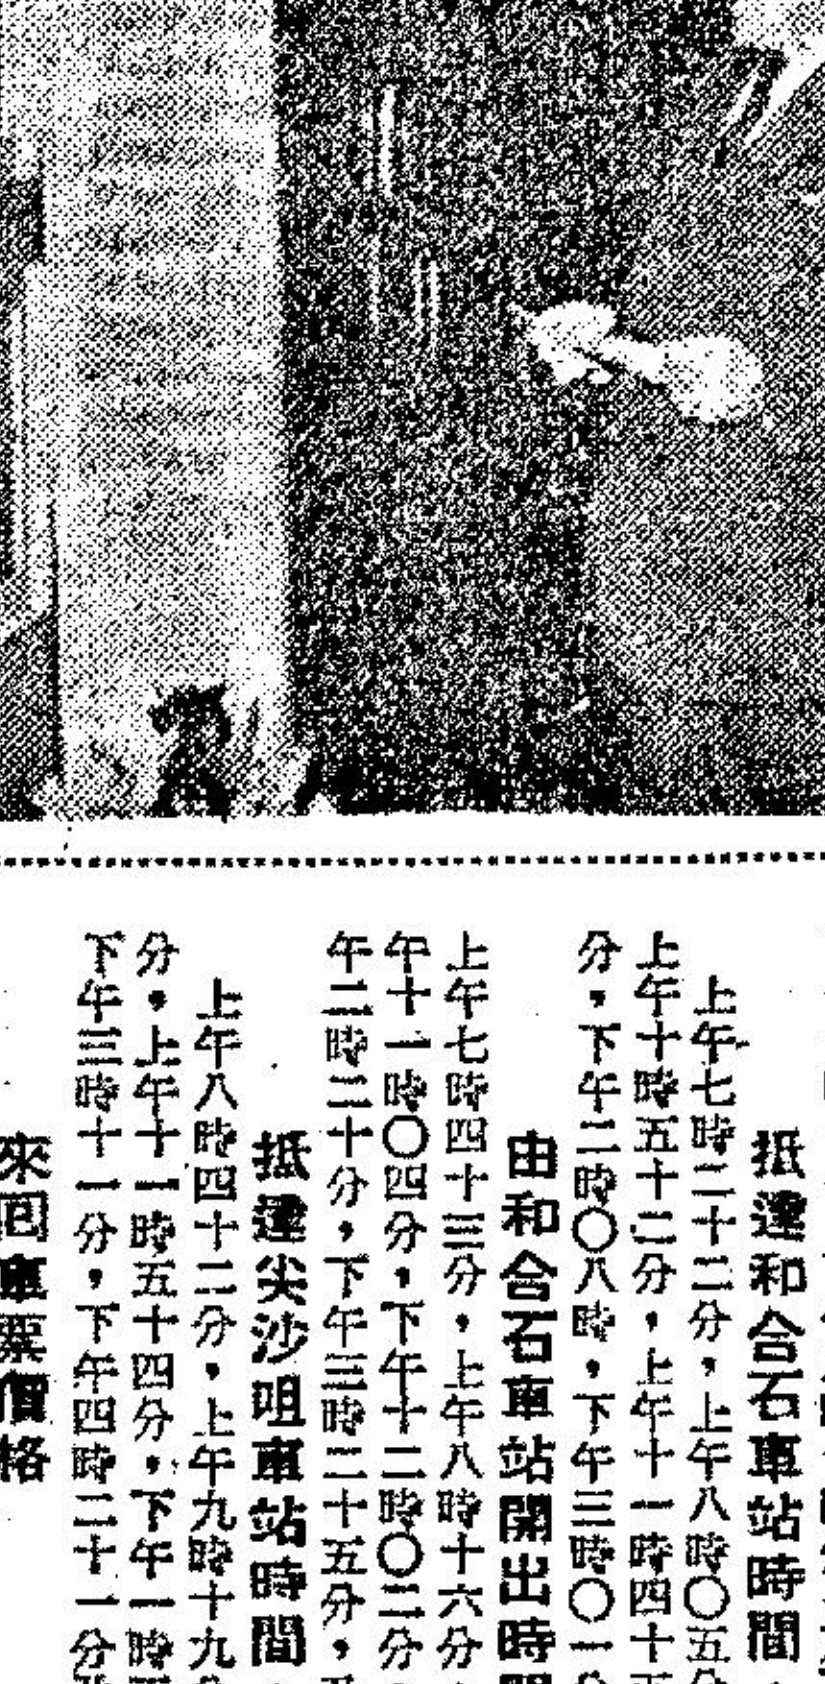 抵達和合石車站時間
上午七時二十二分，上午八時〇五分
上午十時五十二分，上午十一時四十五
分，下午二時〇八時，下午三時〇一分
由和合石車站開出時間
上午七時四十三分，上午八時十六分，
午十一時〇四分，下午十二時〇二分，
午二時二十分，下午三時二十五分，
抵達尖沙咀車站時間
上午八時四十二分，上午九時十九分
分，上午十一時五十四分，下午一時
下午三時十一分，下午四時二十一分
來回車票價格